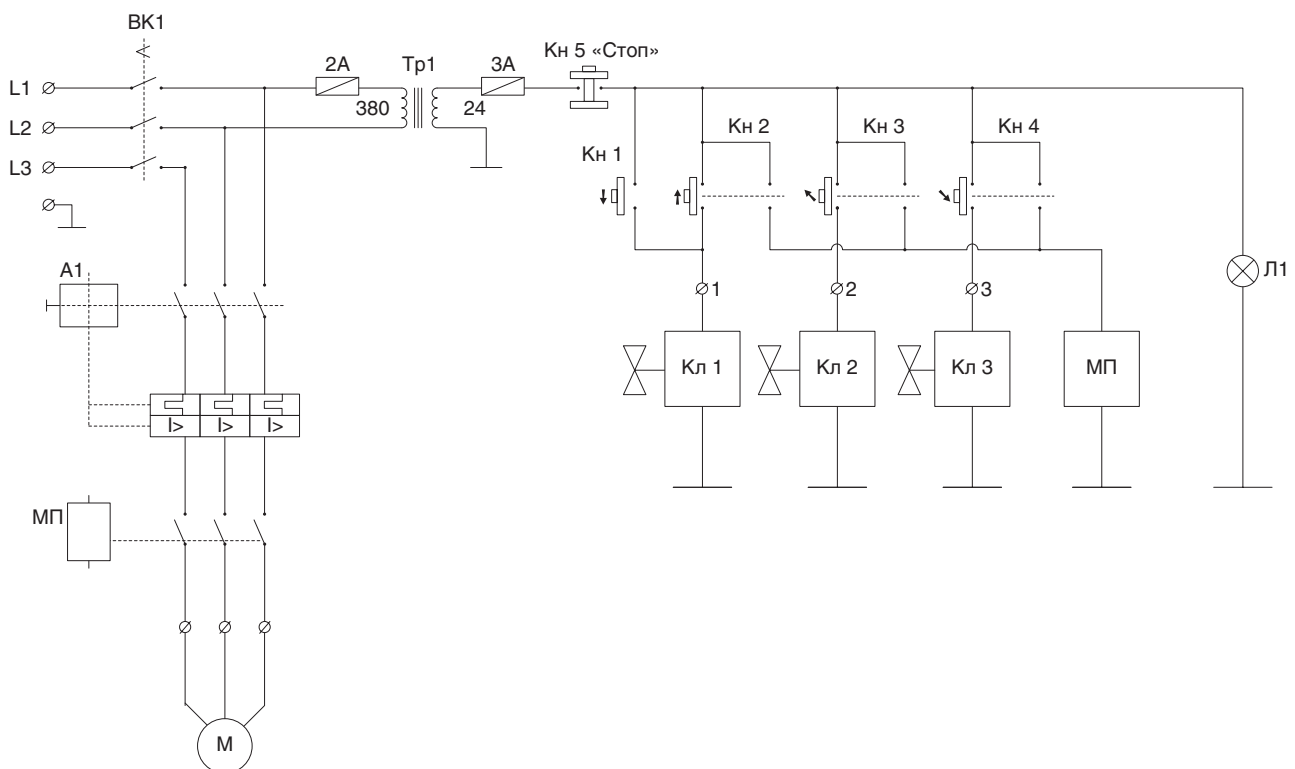 ВК1
L1
L2
L3
2А
380
Тр1
24
3А
Кн 5 «Стоп»
Кн 1
Кн 2
Кн 3
Кн 4
А1
1
2
3
Л1
Кл 1
Кл 2
Кл 3
МП
I>
I>
I>
МП
М